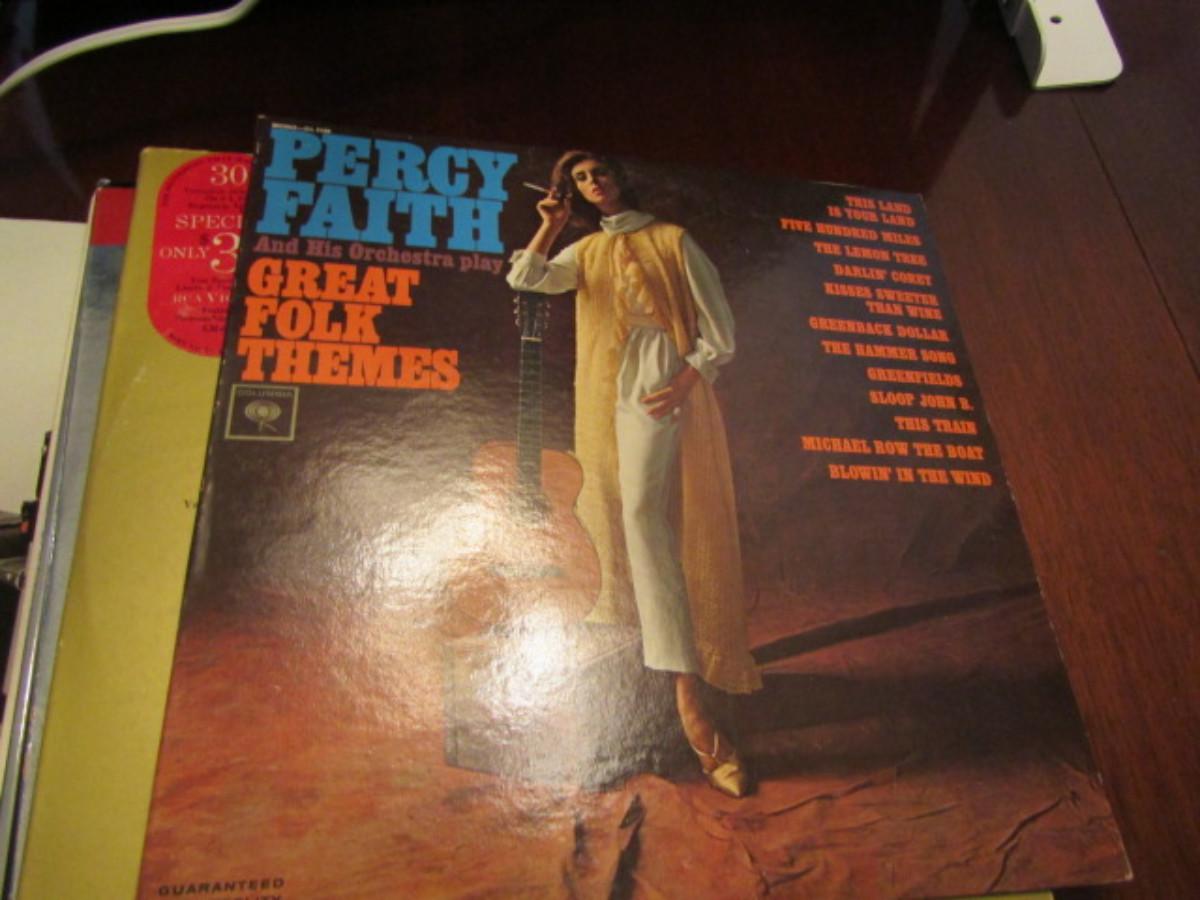 PERCY
FAITH
And His Orchestra play
GREAT
FOLK
THEMES
COLUMBIA
THIS LAND
IS YOUR LAND
FIVE HUNDRED MILES
THE LEMON TREE
DARLIN' COREY
KISSES SWEETER
THAN WINE
GREENBACK DOLLAR
THE HAMMER SONG
GREENFIELDS
SLOOP JOHN B.
THIS TRAIN
MICHAEL ROW THE BOAT
BLOWIN' IN THE WIND
GUARANTEED
30
SPECI
ONLY $3
RCA VIC